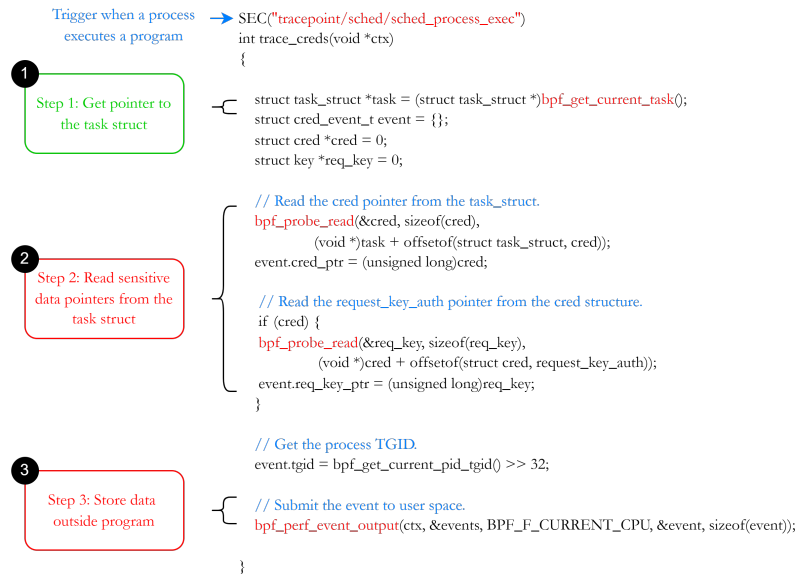 Trigger when a process
executes a program
SEC("tracepoint/sched/sched_process_exec")
int trace_creds(void *ctx)
{
1
Step 1: Get pointer to
the task struct
struct task_struct *task = (struct task_struct *)bpf_get_current_task();
struct cred_event_t event = {};
struct cred *cred = 0;
struct key *req_key = 0;
2
Step 2: Read sensitive
data pointers from the
task struct
// Read the cred pointer from the task_struct.
bpf_probe_read(&cred, sizeof(cred),
(void *)task + offsetof(struct task_struct, cred));
event.cred_ptr = (unsigned long)cred;
// Read the request_key_auth pointer from the cred structure.
if (cred) {
bpf_probe_read(&req_key, sizeof(req_key),
(void *)cred + offsetof(struct cred, request_key_auth));
event.req_key_ptr = (unsigned long)req_key;
}
// Get the process TGID.
event.tgid = bpf_get_current_pid_tgid() >> 32;
3
Step 3: Store data
outside program
// Submit the event to user space.
bpf_perf_event_output(ctx, &events, BPF_F_CURRENT_CPU, &event, sizeof(event));
}